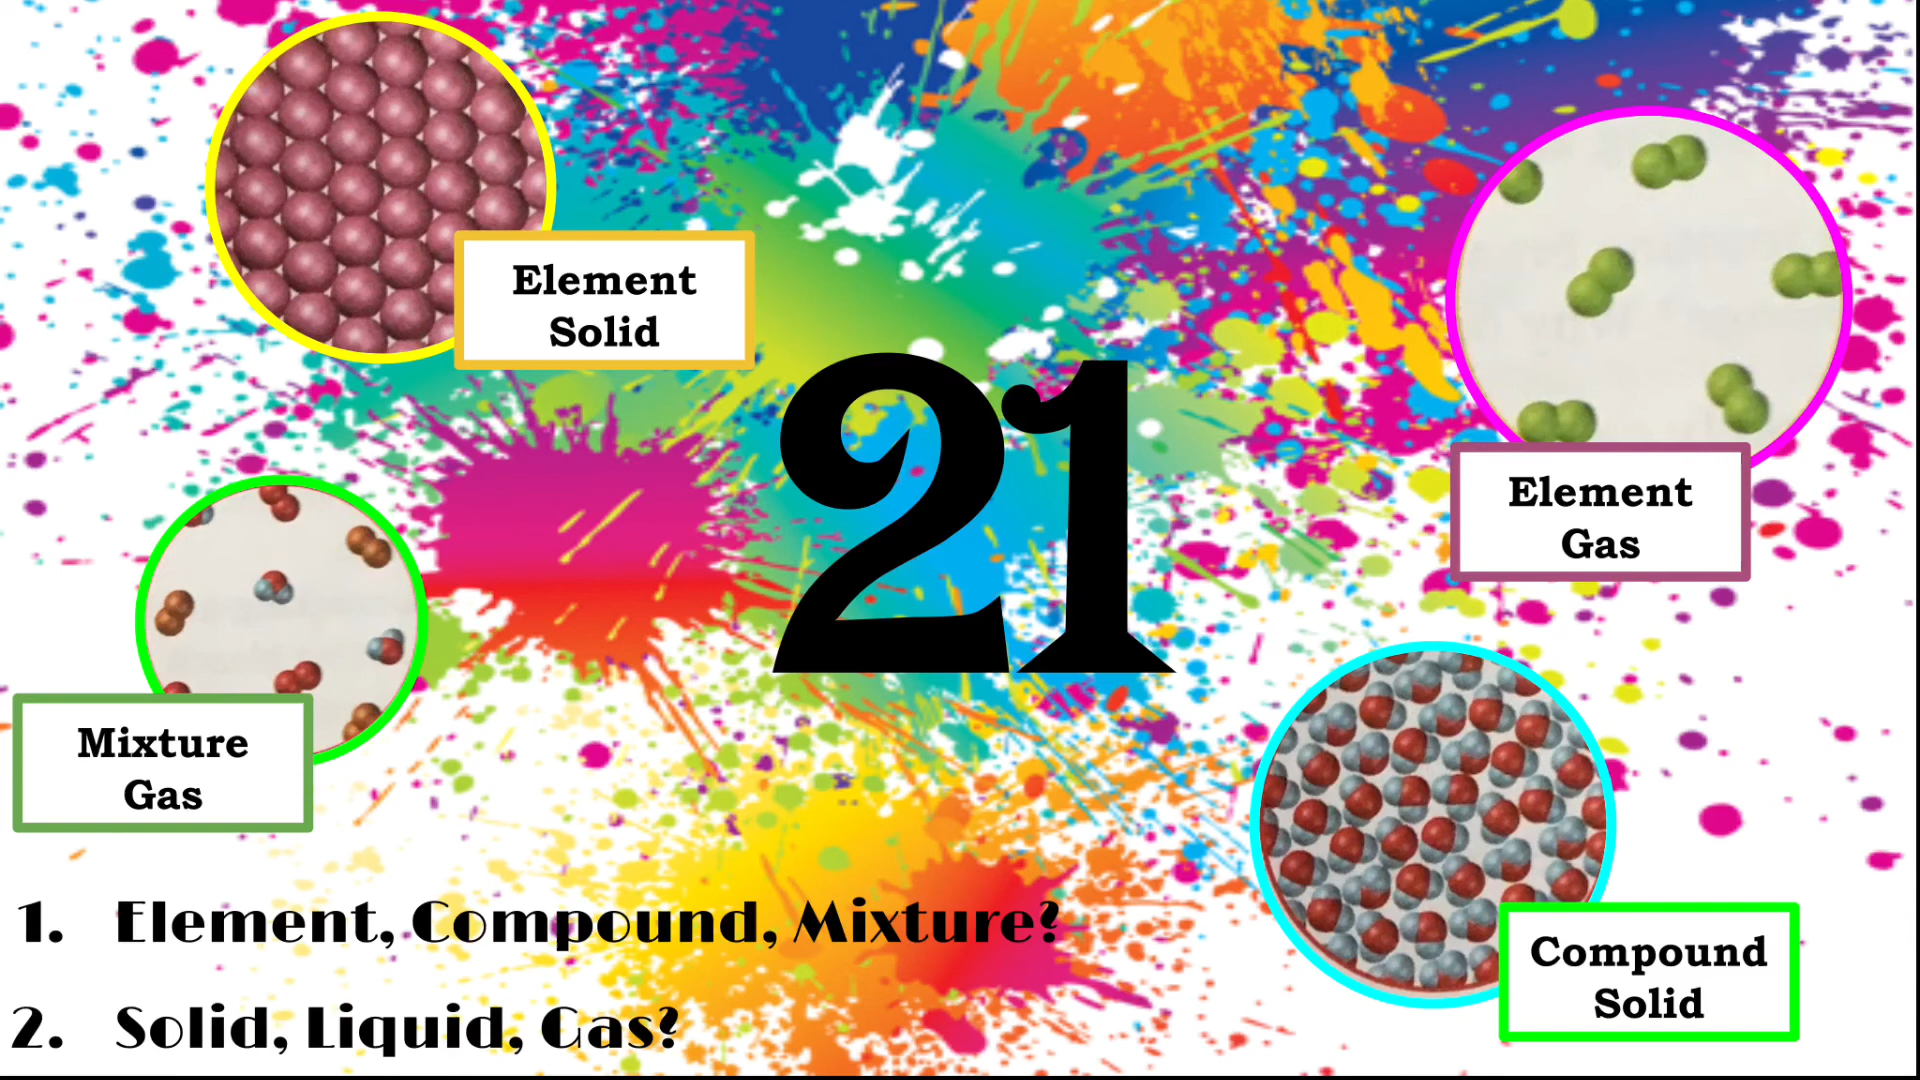 Element
Solid
Element
Gas
21
Mixture
Gas
Compound
Solid
1. Element, Compound, Mixture?
2. Solid, Liquid, Gas?